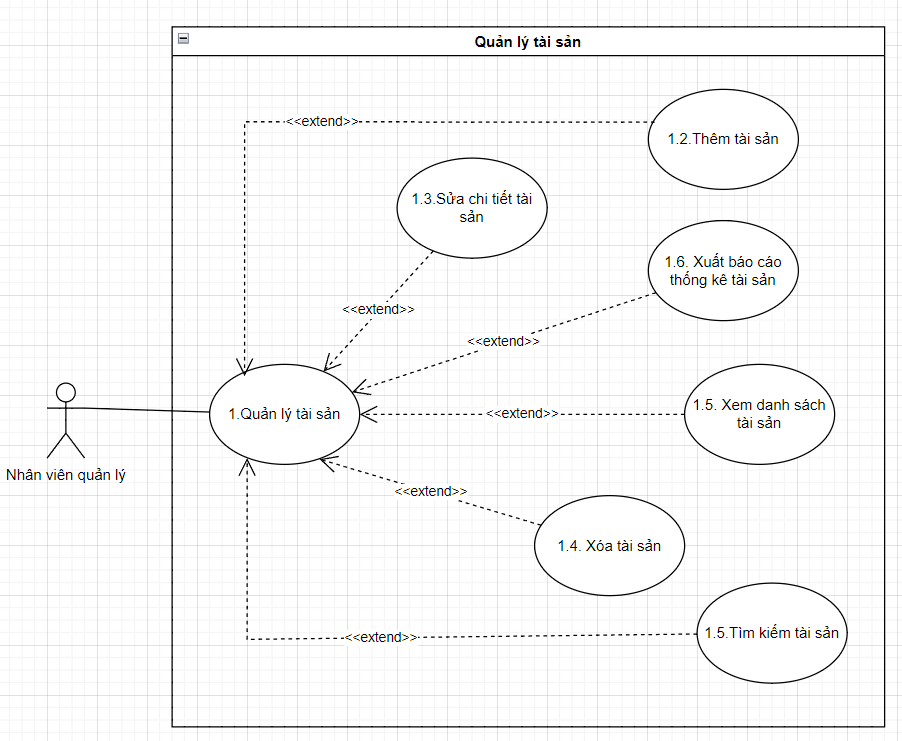 Quản lý tài sản
<<extend>>
1.2.Thêm tài sản
1.3.Sửa chi tiết tài
sản
1.6. Xuất báo cáo
thống kê tài sản
<<extend>>
<<extend>>
1.Quản lý tài sản
<<extend>>
1.5. Xem danh sách
tài sản
Nhân viên quản lý
<<extend>>
1.4. Xóa tài sản
<<extend>>
1.5.Tìm kiếm tài sản